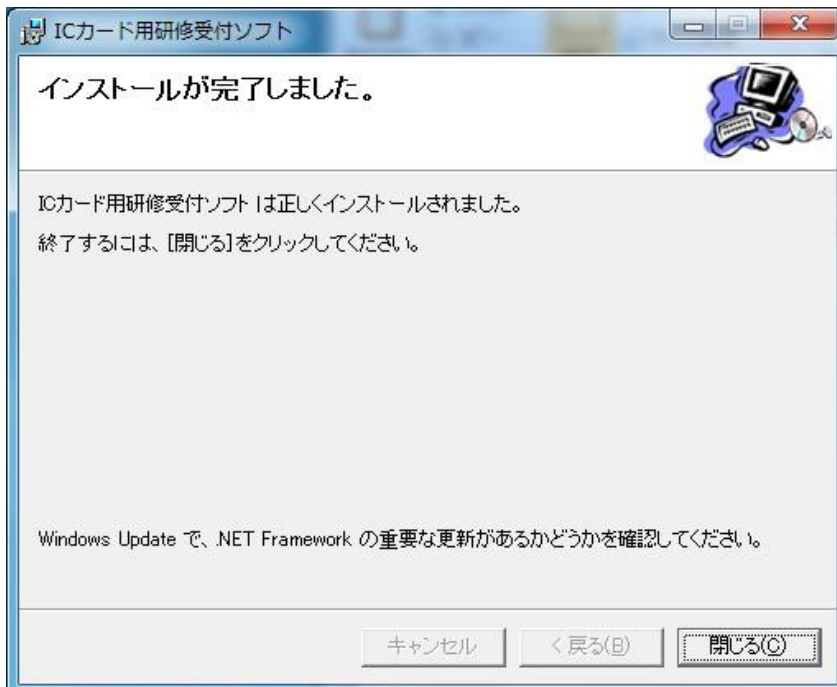 ICカード用研修受付ソフト
インストールが完了しました。
ICカード用研修受付ソフト は正しくインストールされました。
終了するには、[閉じる]をクリックしてください。
Windows Update で、.NET Framework の重要な更新があるかどうかを確認してください。
キャンセル
< 戻る(B)
閉じる(C)